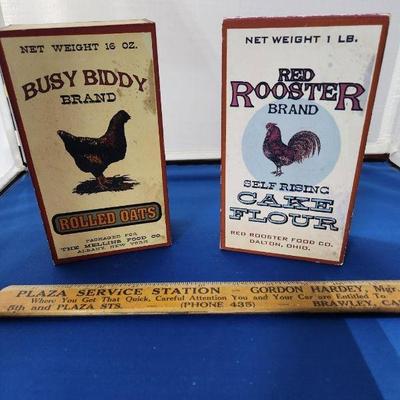 NET WEIGHT 16 OZ.
BUSY BIDDY
BRAND
ROLLED OATS
PACKAGED FOR
THE MELLINS FOOD CO.
ALBANY, NEW YORK
NET WEIGHT 1 LB.
RED
ROOSTER
BRAND
SELF RISING
CAKE
FLOUR
RED ROOSTER FOOD CO.
DALTON, OHIO.
PLAZA SERVICE STATION - GORDON HARDEY, Mgr
Where You Get That Quick, Careful Attention You and Your Car are Entitled To
5th and PLAZA STS. (PHONE 435) BRAWLEY, CA